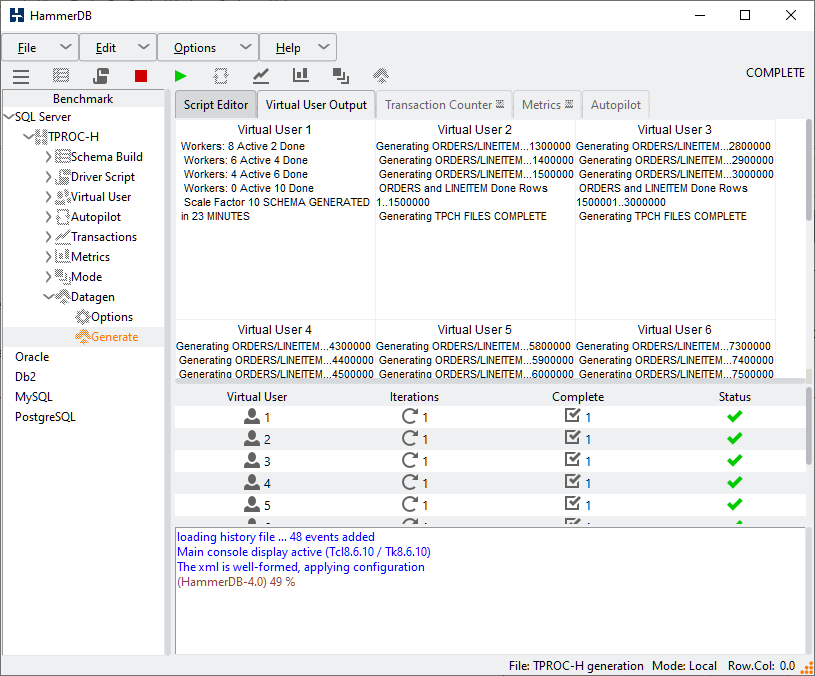 HammerDB
File Edit Options Help
COMPLETE
Benchmark
SQL Server
TPROC-H
Schema Build
Driver Script
Virtual User
Autopilot
Transactions
Metrics
Mode
Datagen
Options
Generate
Oracle
Db2
MySQL
PostgreSQL
Script Editor Virtual User Output Transaction Counter Metrics Autopilot
Virtual User 1
Workers: 8 Active 2 Done
Workers: 6 Active 4 Done
Workers: 4 Active 6 Done
Workers: 0 Active 10 Done
Scale Factor 10 SCHEMA GENERATED
in 23 MINUTES
Virtual User 2
Generating ORDERS/LINEITEM...1300000
Generating ORDERS/LINEITEM...1400000
Generating ORDERS/LINEITEM...1500000
ORDERS and LINEITEM Done Rows
1..1500000
Generating TPCH FILES COMPLETE
Virtual User 3
Generating ORDERS/LINEITEM...2800000
Generating ORDERS/LINEITEM...2900000
Generating ORDERS/LINEITEM...3000000
ORDERS and LINEITEM Done Rows
1500001..3000000
Generating TPCH FILES COMPLETE
Virtual User 4
Generating ORDERS/LINEITEM...4300000
Generating ORDERS/LINEITEM...4400000
Generating ORDERS/LINEITEM...4500000
Virtual User 5
Generating ORDERS/LINEITEM...5800000
Generating ORDERS/LINEITEM...5900000
Generating ORDERS/LINEITEM...6000000
Virtual User 6
Generating ORDERS/LINEITEM...7300000
Generating ORDERS/LINEITEM...7400000
Generating ORDERS/LINEITEM...7500000
Virtual User Iterations Complete Status
1 1 1
2 1 1
3 1 1
4 1 1
5 1 1
loading history file ... 48 events added
Main console display active (Tcl8.6.10 / Tk8.6.10)
The xml is well-formed, applying configuration
(HammerDB-4.0) 49 %
File: TPROC-H generation Mode: Local Row.Col: 0.0